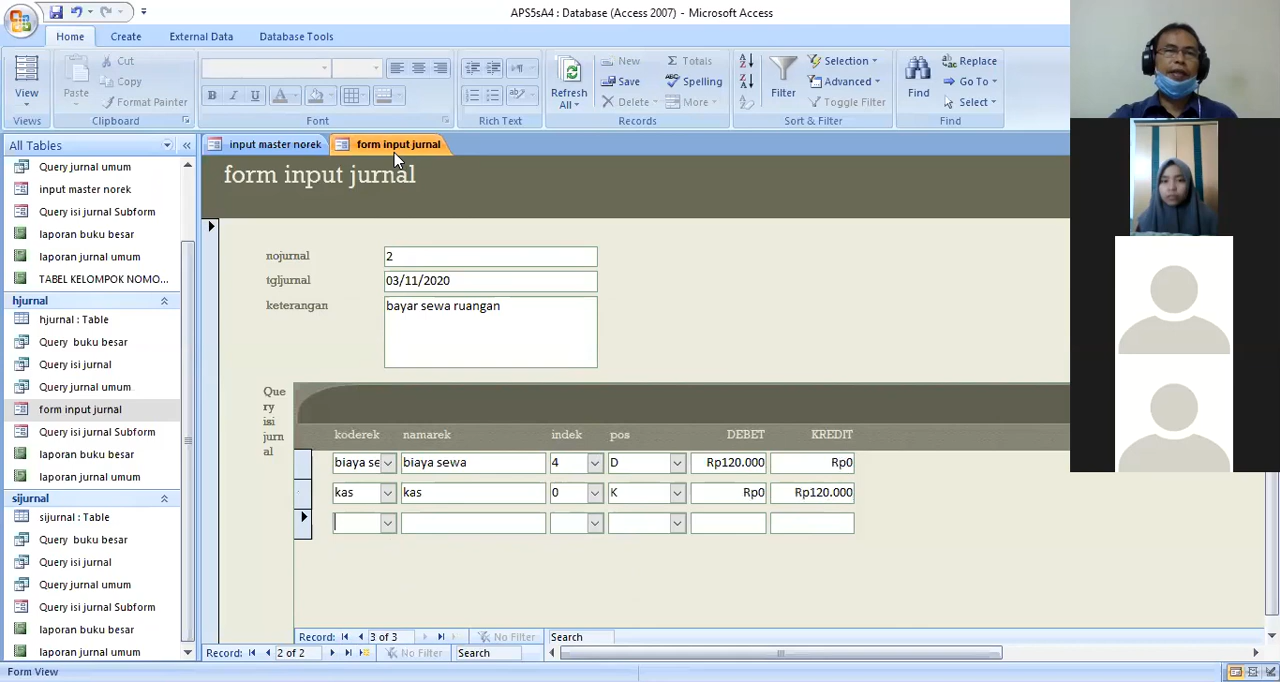 APS5sA4 : Database (Access 2007) - Microsoft Access
Home Create External Data Database Tools
View
Views
Paste
Cut
Copy
Format Painter
Clipboard
B I U A
Font
Rich Text
Refresh All
New
Save
Delete
Totals
Spelling
More
Records
Filter
Selection
Advanced
Toggle Filter
Sort & Filter
Find
Replace
Go To
Select
Find
All Tables
Query jurnal umum
input master norek
Query isi jurnal Subform
laporan buku besar
laporan jurnal umum
TABEL KELOMPOK NOMO...
hjurnal
hjurnal : Table
Query buku besar
Query isi jurnal
Query jurnal umum
form input jurnal
Query isi jurnal Subform
laporan buku besar
laporan jurnal umum
sijurnal
sijurnal : Table
Query buku besar
Query isi jurnal
Query jurnal umum
Query isi jurnal Subform
laporan buku besar
laporan jurnal umum
input master norek form input jurnal
form input jurnal
nojurnal 2
tgljurnal 03/11/2020
keterangan bayar sewa ruangan
Que
ry
isi
jurn
al
koderek namarek indek pos DEBET KREDIT
biaya se biaya sewa 4 D Rp120.000 Rp0
kas kas 0 K Rp0 Rp120.000
Record: 3 of 3 No Filter Search
Record: 2 of 2 No Filter Search
Form View